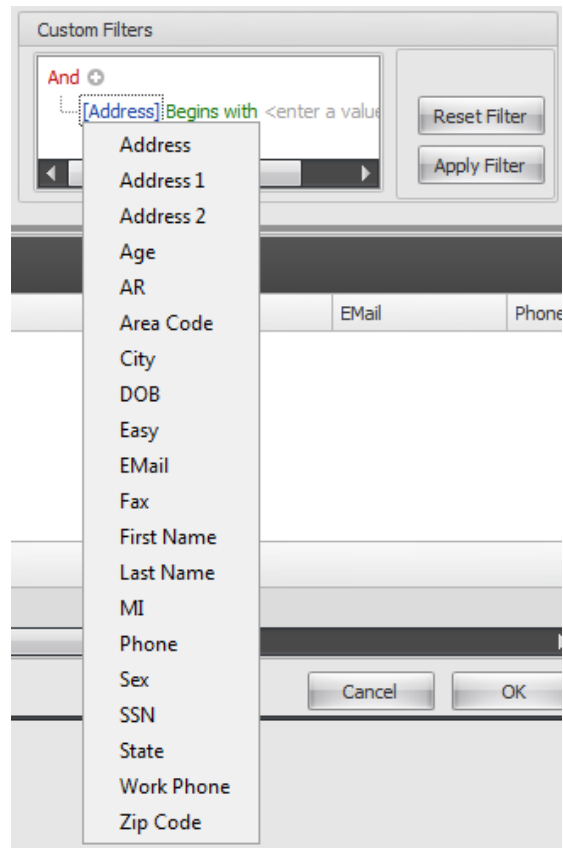 Custom Filters
And
[Address] Begins with <enter a value
Reset Filter
Apply Filter
Address
Address 1
Address 2
Age
AR
Area Code
City
DOB
Easy
EMail
Fax
First Name
Last Name
MI
Phone
Sex
SSN
State
Work Phone
Zip Code
EMail
Phone
Cancel
OK